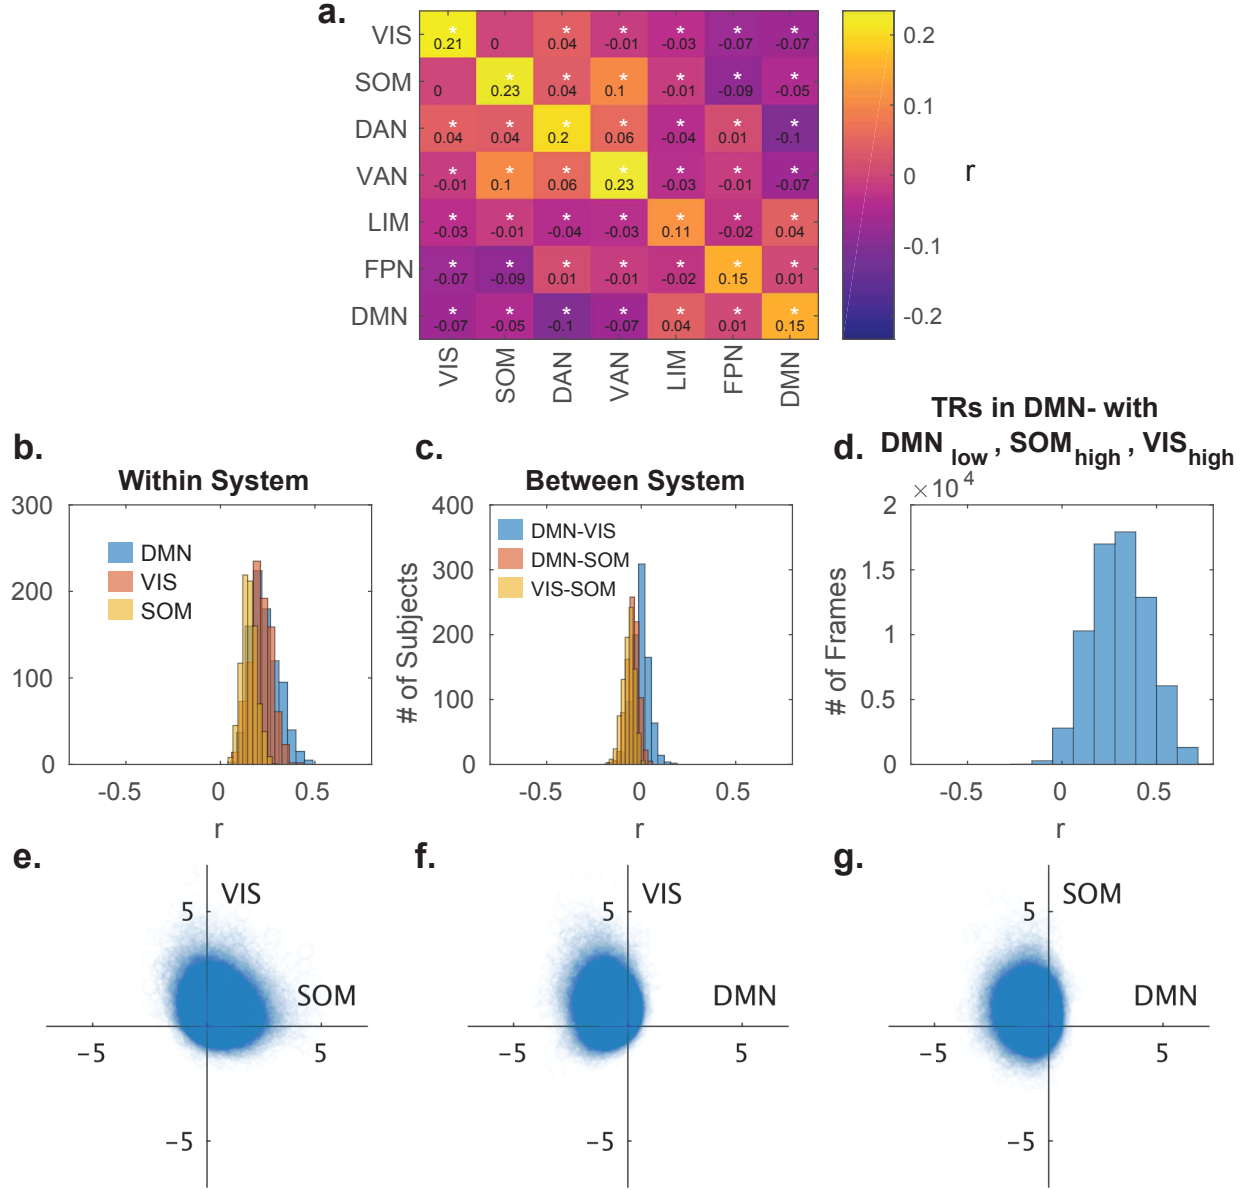 a.
VIS * 0.21 0 * 0.04 * -0.01 * -0.03 * -0.07 * -0.07
SOM 0 * 0.23 * 0.04 * 0.1 * -0.01 * -0.09 * -0.05
DAN * 0.04 * 0.04 * 0.2 * 0.06 * -0.04 * 0.01 * -0.1
VAN * -0.01 * 0.1 * 0.06 * 0.23 * -0.03 * -0.01 * -0.07
LIM * -0.03 * -0.01 * -0.04 * -0.03 * 0.11 * -0.02 * 0.04
FPN * -0.07 * -0.09 * 0.01 * -0.01 * -0.02 * 0.15 * 0.01
DMN * -0.07 * -0.05 * -0.1 * -0.07 * 0.04 * 0.01 * 0.15
VIS SOM DAN VAN LIM FPN DMN
0.2
0.1
0
-0.1
-0.2
r
b.
Within System
300
200
100
0
DMN
VIS
SOM
-0.5 0 0.5
r
c.
Between System
# of Subjects
400
300
200
100
0
DMN-VIS
DMN-SOM
VIS-SOM
-0.5 0 0.5
r
d.
TRs in DMN- with
DMN low , SOM high , VIS high
×10 4
# of Frames
2
1.5
1
0.5
0
-0.5 0 0.5
r
e.
VIS
5
SOM
−5 5
−5
f.
VIS
5
DMN
−5 5
−5
g.
SOM
5
DMN
−5 5
−5